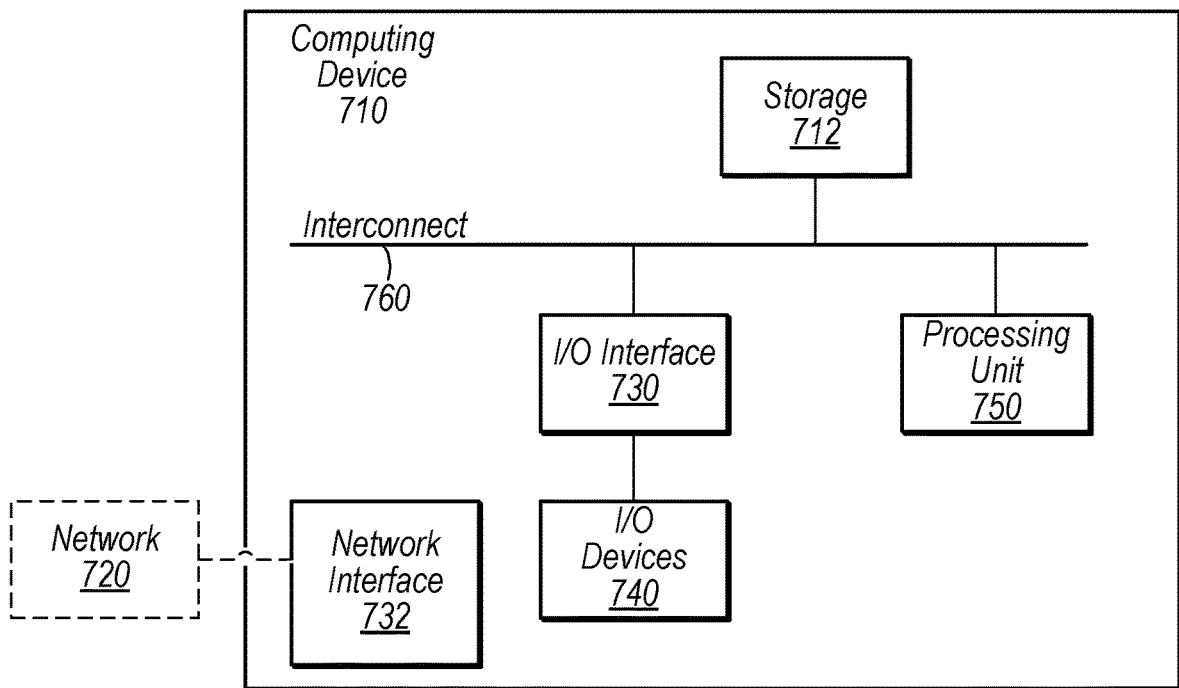 Computing
Device
710
Storage
712
Interconnect
760
I/O Interface
730
Processing
Unit
750
Network
720
Network
Interface
732
I/O
Devices
740